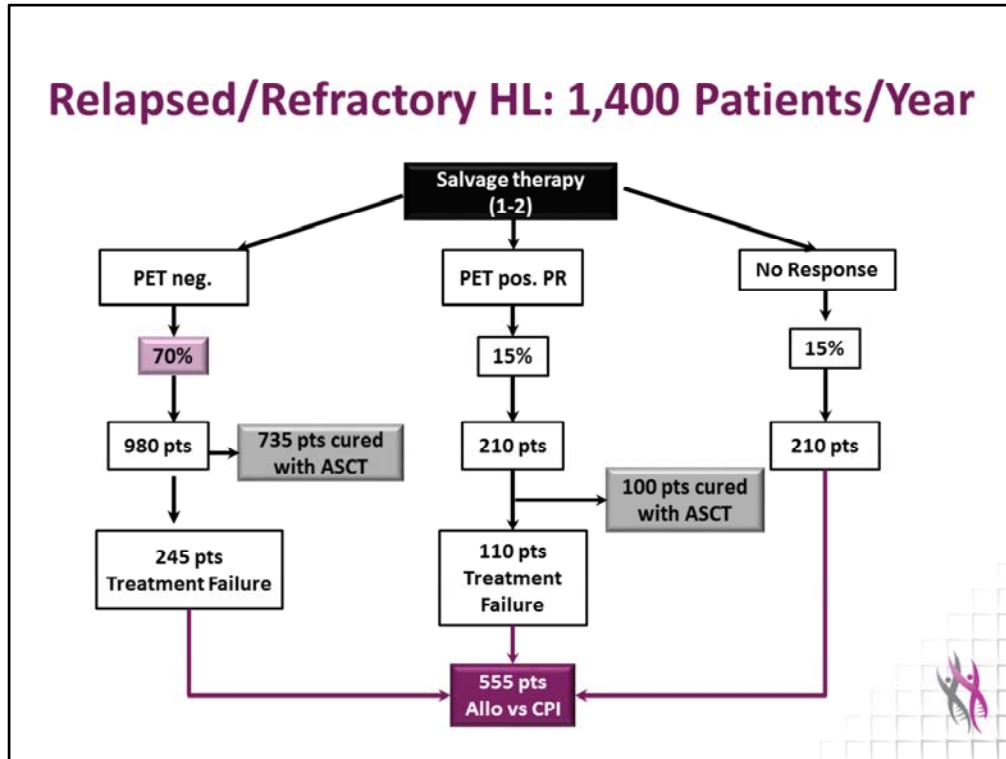 Relapsed/Refractory HL: 1,400 Patients/Year
Salvage therapy
(1-2)
PET neg.
PET pos. PR
No Response
70%
15%
15%
980 pts
735 pts cured
with ASCT
210 pts
210 pts
100 pts cured
with ASCT
245 pts
Treatment Failure
110 pts
Treatment
Failure
555 pts
Allo vs CPI